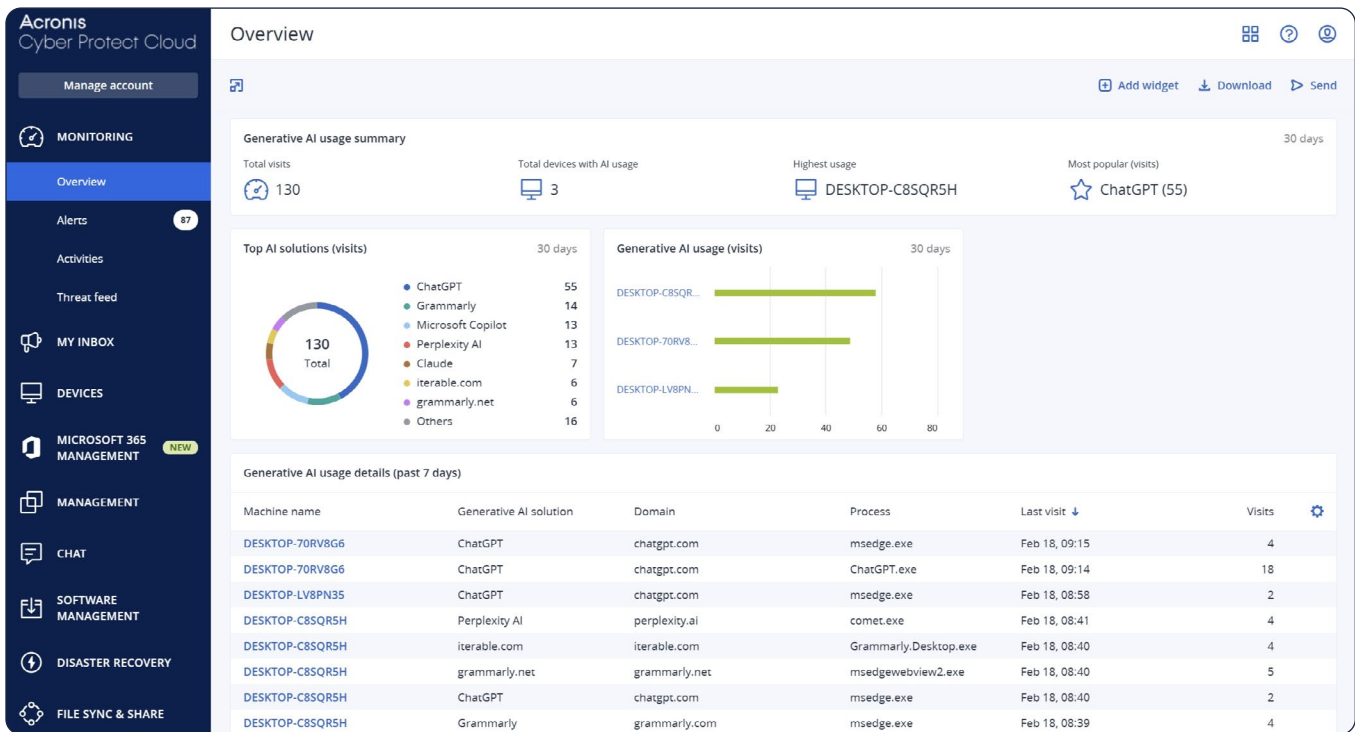 Acronis
Cyber Protect Cloud
Manage account
MONITORING
Overview
Alerts 87
Activities
Threat feed
MY INBOX
DEVICES
MICROSOFT 365
MANAGEMENT NEW
MANAGEMENT
CHAT
SOFTWARE
MANAGEMENT
DISASTER RECOVERY
FILE SYNC & SHARE
Overview
Add widget Download Send
Generative AI usage summary 30 days
Total visits Total devices with AI usage Highest usage Most popular (visits)
130 3 DESKTOP-C8SQR5H ChatGPT (55)
Top AI solutions (visits) 30 days
130
Total
ChatGPT 55
Grammarly 14
Microsoft Copilot 13
Perplexity AI 13
Claude 7
iterable.com 6
grammarly.net 6
Others 16
Generative AI usage (visits) 30 days
DESKTOP-C8SQR...
DESKTOP-70RV8...
DESKTOP-LV8PN...
0 20 40 60 80
Generative AI usage details (past 7 days)
Machine name Generative AI solution Domain Process Last visit Visits
DESKTOP-70RV8G6 ChatGPT chatgpt.com msedge.exe Feb 18, 09:15 4
DESKTOP-70RV8G6 ChatGPT chatgpt.com ChatGPT.exe Feb 18, 09:14 18
DESKTOP-LV8PN35 ChatGPT chatgpt.com msedge.exe Feb 18, 08:58 2
DESKTOP-C8SQR5H Perplexity AI perplexity.ai comet.exe Feb 18, 08:41 4
DESKTOP-C8SQR5H iterable.com iterable.com Grammarly.Desktop.exe Feb 18, 08:40 4
DESKTOP-C8SQR5H grammarly.net grammarly.net msedgewebview2.exe Feb 18, 08:40 5
DESKTOP-C8SQR5H ChatGPT chatgpt.com msedge.exe Feb 18, 08:40 2
DESKTOP-C8SQR5H Grammarly grammarly.com msedge.exe Feb 18, 08:39 4